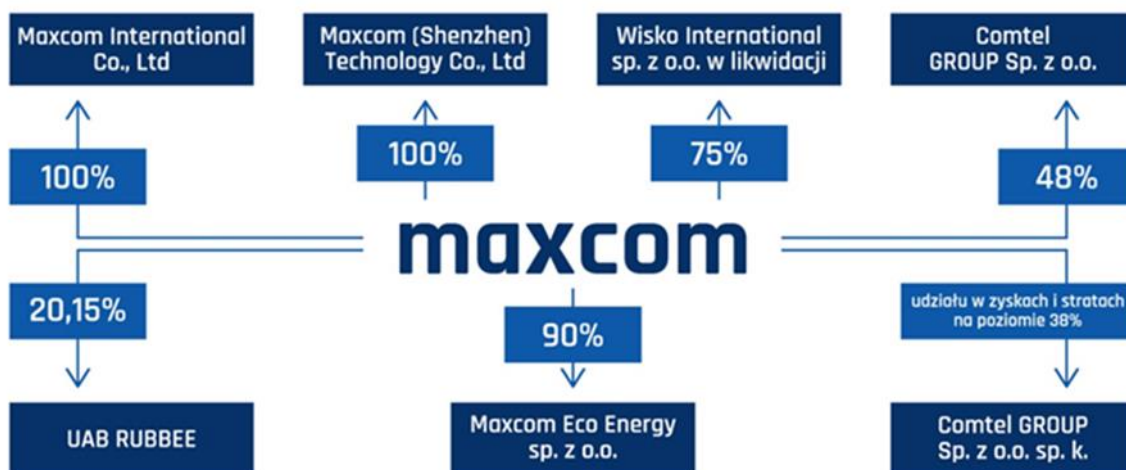 Maxcom International
Co., Ltd
Maxcom (Shenzhen)
Technology Co., Ltd
Wisko International
sp. z o.o. w likwidacji
Comtel
GROUP Sp. z o.o.
100%
100%
75%
48%
maxcom
20,15%
90%
udziału w zyskach i stratach
na poziomie 38%
UAB RUBBEE
Maxcom Eco Energy
sp. z o.o.
Comtel GROUP
Sp. z o.o. sp. k.